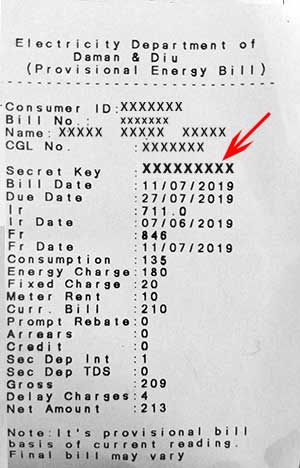 Electricity Department of
Daman & Diu
(Provisional Energy Bill)
Consumer ID:XXXXXXX
Bill No.: XXXXXXX
Name: XXXXX XXXXX XXXXX
CGL No. :XXXXXXX
Secret Key :XXXXXXXXX
Bill Date :11/07/2019
Due Date :27/07/2019
Ir :711.0
Ir Date :07/06/2019
Fr :846
Fr Date :11/07/2019
Consumption :135
Energy Charge:180
Fixed Charge :20
Meter Rent :10
Curr. Bill :210
Prompt Rebate:0
Arrears :0
Credit :0
Sec Dep Int :1
Sec Dep TDS :0
Gross :209
Delay Charges:4
Net Amount :213
Note:It's provisional bill
basis of current reading.
Final bill may vary